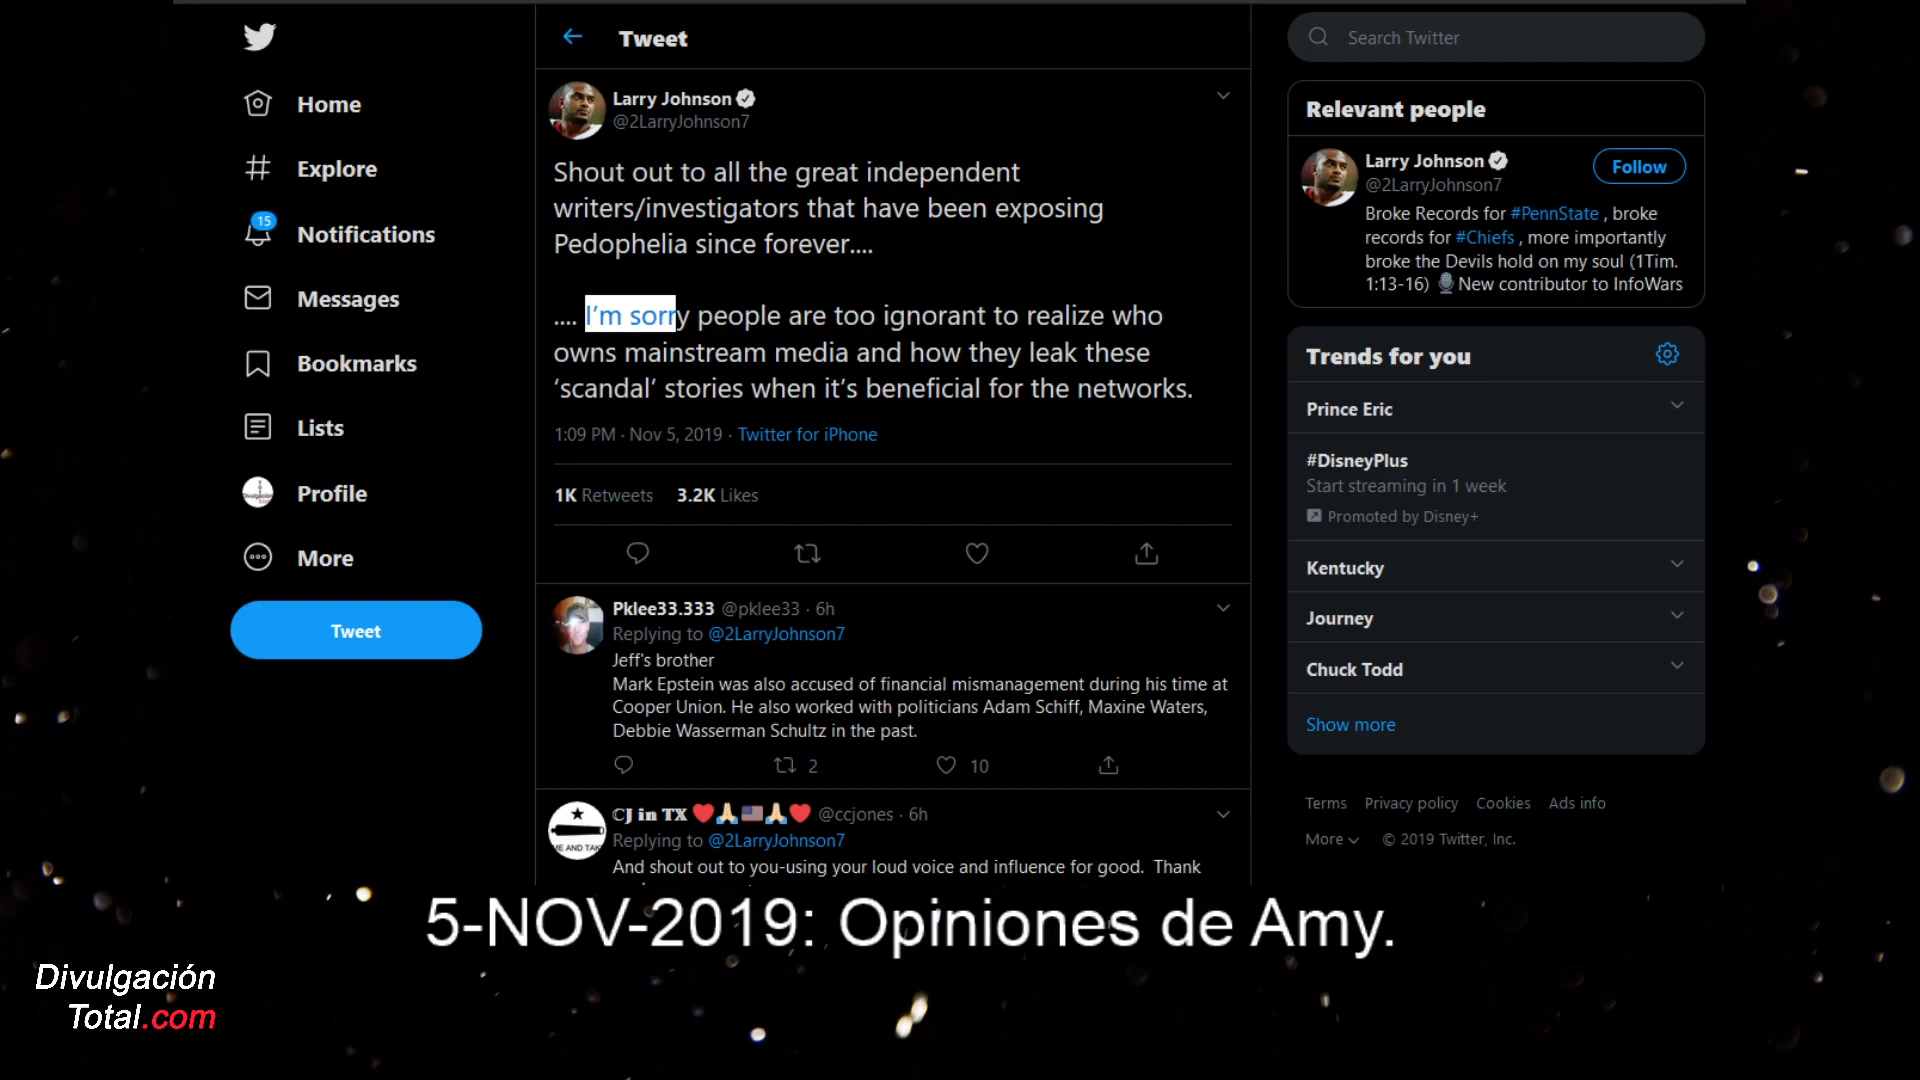 Home
Explore
15
Notifications
Messages
Bookmarks
Lists
Profile
More
Tweet
Tweet
Larry Johnson
@2LarryJohnson7
Shout out to all the great independent
writers/investigators that have been exposing
Pedophelia since forever....
.... I’m sorry people are too ignorant to realize who
owns mainstream media and how they leak these
‘scandal’ stories when it’s beneficial for the networks.
1:09 PM · Nov 5, 2019 · Twitter for iPhone
1K Retweets 3.2K Likes
Pklee33.333 @pklee33 · 6h
Replying to @2LarryJohnson7
Jeff's brother
Mark Epstein was also accused of financial mismanagement during his time at
Cooper Union. He also worked with politicians Adam Schiff, Maxine Waters,
Debbie Wasserman Schultz in the past.
2 10
ℂJ in TX ❤️🙏🏼🇺🇸🙏🏼❤️ @ccjones · 6h
Replying to @2LarryJohnson7
And shout out to you-using your loud voice and influence for good. Thank
Search Twitter
Relevant people
Larry Johnson
@2LarryJohnson7
Follow
Broke Records for #PennState , broke
records for #Chiefs , more importantly
broke the Devils hold on my soul (1Tim.
1:13-16) 🎙️New contributor to InfoWars
Trends for you
Prince Eric
#DisneyPlus
Start streaming in 1 week
Promoted by Disney+
Kentucky
Journey
Chuck Todd
Show more
Terms Privacy policy Cookies Ads info
More © 2019 Twitter, Inc.
5-NOV-2019: Opiniones de Amy.
Divulgación
Total.com